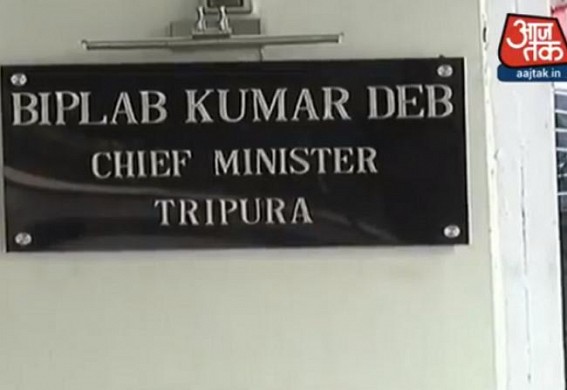 आज
तक
aajtak.in
BIPLAB KUMAR DEB
CHIEF MINISTER
TRIPURA